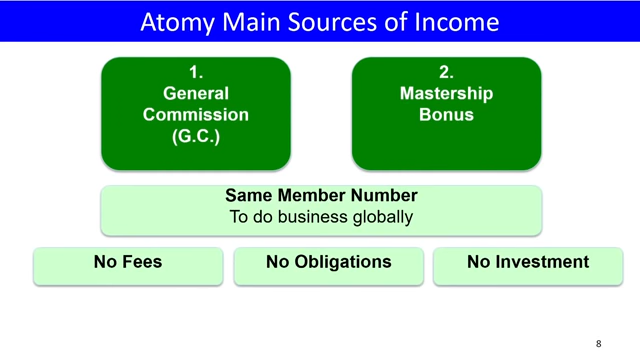 Atomy Main Sources of Income
1.
General
Commission
(G.C.)
2.
Mastership
Bonus
Same Member Number
To do business globally
No Fees
No Obligations
No Investment
8